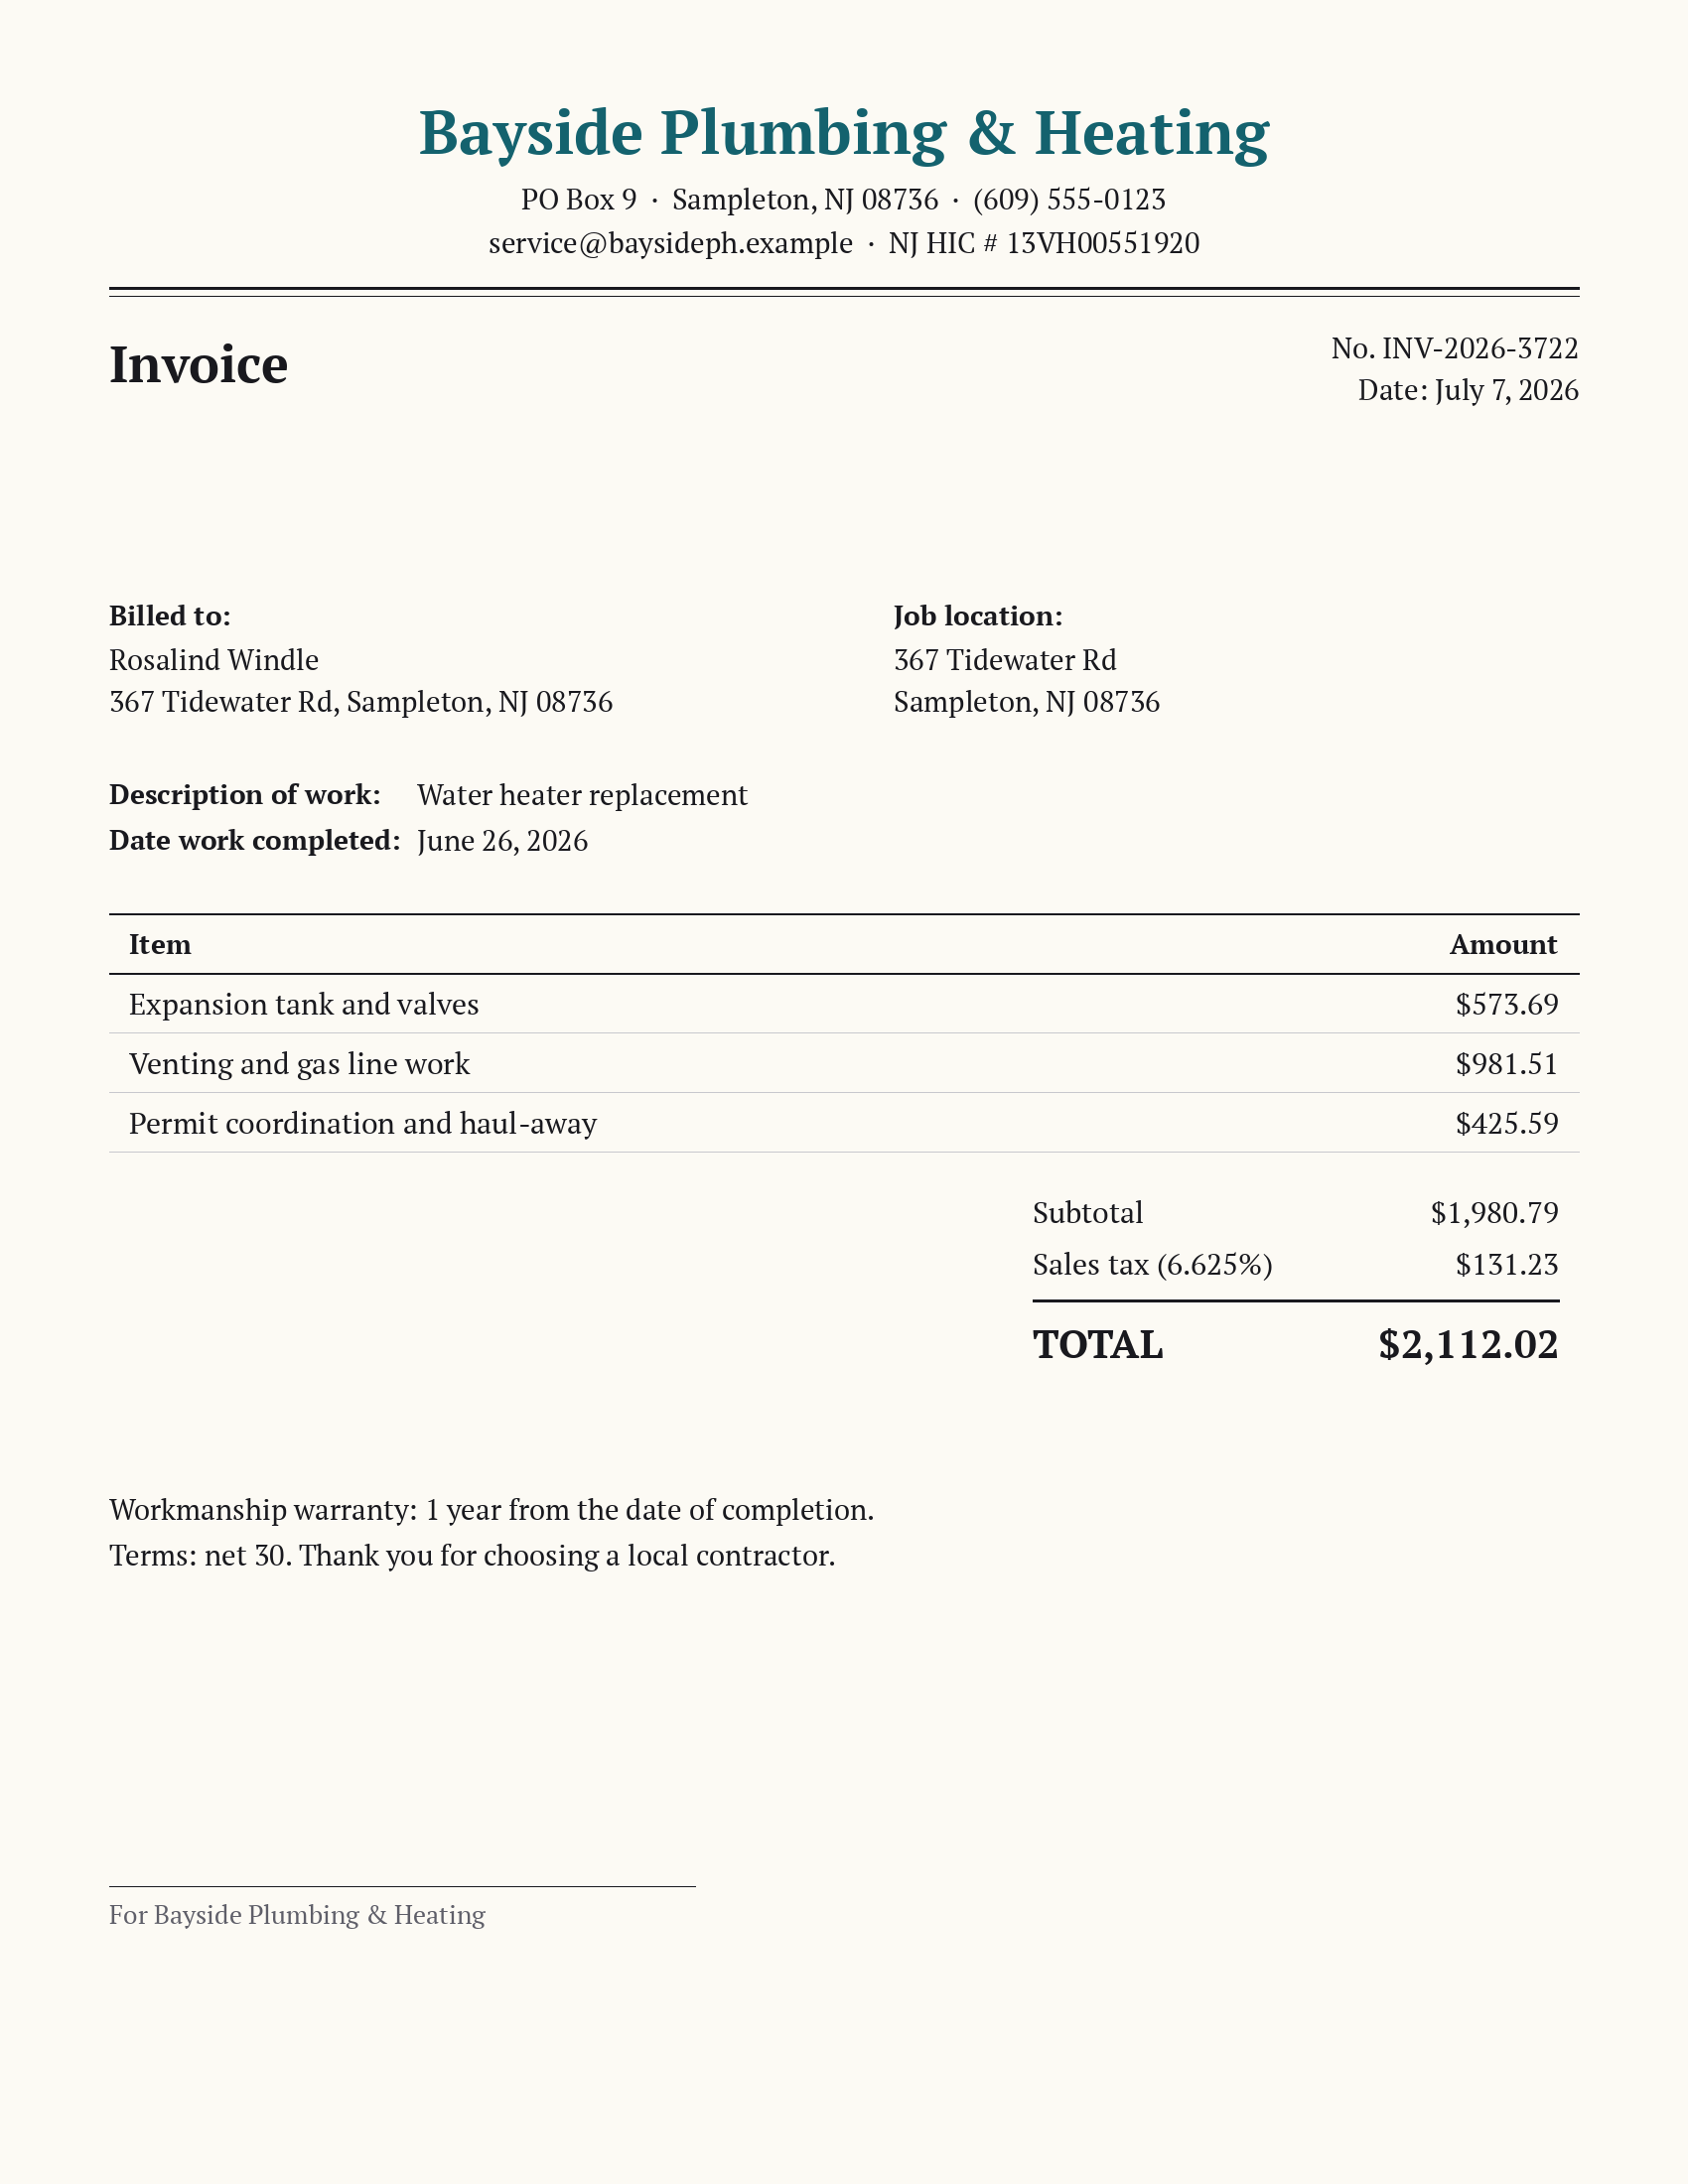 Bayside Plumbing & Heating
PO Box 9 · Sampleton, NJ 08736 · (609) 555-0123
service@baysideph.example · NJ HIC # 13VH00551920
Invoice
No. INV-2026-3722
Date: July 7, 2026
Billed to:
Rosalind Windle
367 Tidewater Rd, Sampleton, NJ 08736
Job location:
367 Tidewater Rd
Sampleton, NJ 08736
Description of work: Water heater replacement
Date work completed: June 26, 2026
Item Amount
Expansion tank and valves $573.69
Venting and gas line work $981.51
Permit coordination and haul-away $425.59
Subtotal $1,980.79
Sales tax (6.625%) $131.23
TOTAL $2,112.02
Workmanship warranty: 1 year from the date of completion.
Terms: net 30. Thank you for choosing a local contractor.
For Bayside Plumbing & Heating